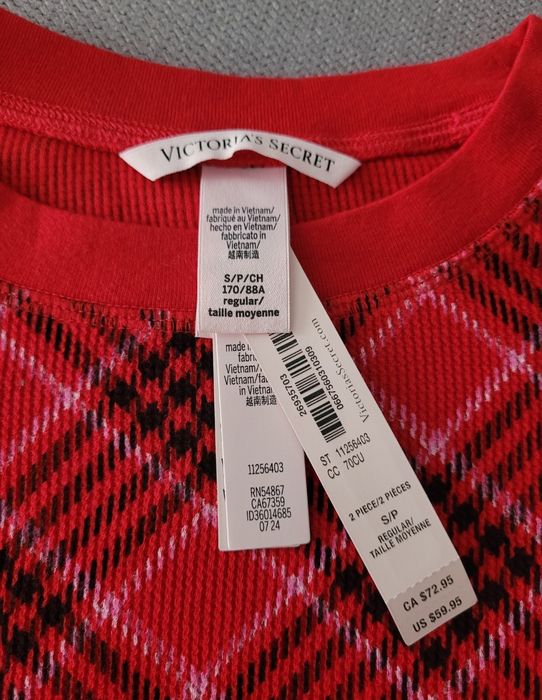 VICTORIA'S SECRET
made in Vietnam/
fabriqué au Vietnam/
hecho en Vietnam/
fabbricato in
Vietnam/
越南制造
S/P/CH
170/88A
regular/
taille moyenne
made
Vietnam/
Vietnam/fa
in Vietna
越南制造
11256403
RN54867
CA67359
ID36014685
07 24
26935703
0667560310309
VictoriasSecret.com
ST 11256403
CC 70CU
2 PIECE/2 PIÈCES
S/P
REGULAR/
TAILLE MOYENNE
CA $72.95
US $59.95